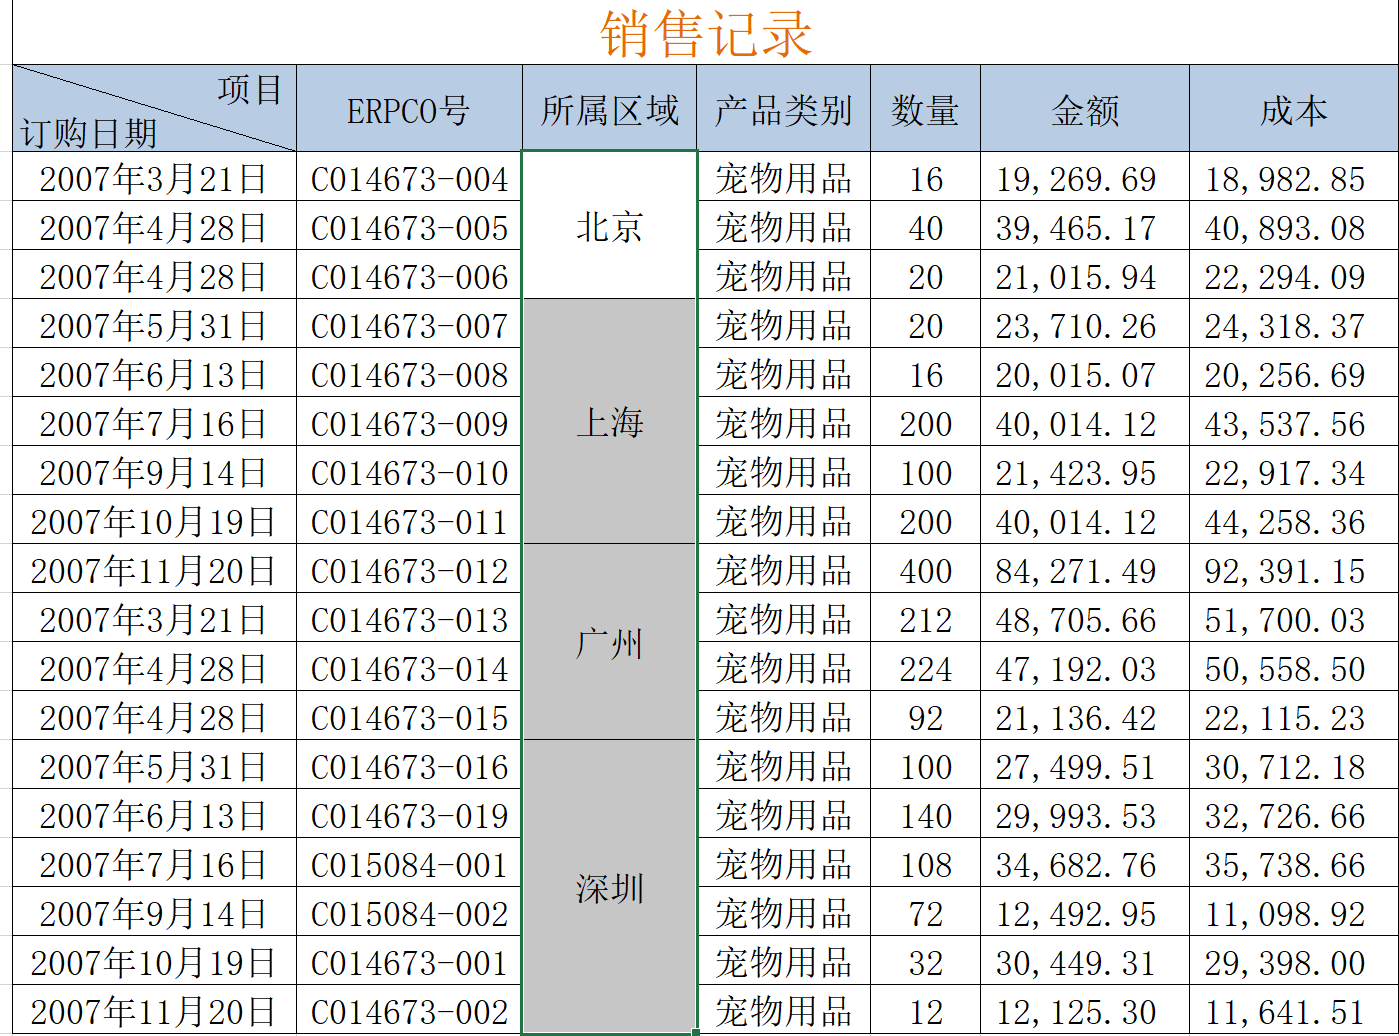 销售记录
项目
订购日期 ERPCO号 所属区域 产品类别 数量 金额 成本
2007年3月21日 C014673-004 北京 宠物用品 16 19,269.69 18,982.85
2007年4月28日 C014673-005 宠物用品 40 39,465.17 40,893.08
2007年4月28日 C014673-006 宠物用品 20 21,015.94 22,294.09
2007年5月31日 C014673-007 上海 宠物用品 20 23,710.26 24,318.37
2007年6月13日 C014673-008 宠物用品 16 20,015.07 20,256.69
2007年7月16日 C014673-009 宠物用品 200 40,014.12 43,537.56
2007年9月14日 C014673-010 宠物用品 100 21,423.95 22,917.34
2007年10月19日 C014673-011 宠物用品 200 40,014.12 44,258.36
2007年11月20日 C014673-012 广州 宠物用品 400 84,271.49 92,391.15
2007年3月21日 C014673-013 宠物用品 212 48,705.66 51,700.03
2007年4月28日 C014673-014 宠物用品 224 47,192.03 50,558.50
2007年4月28日 C014673-015 宠物用品 92 21,136.42 22,115.23
2007年5月31日 C014673-016 深圳 宠物用品 100 27,499.51 30,712.18
2007年6月13日 C014673-019 宠物用品 140 29,993.53 32,726.66
2007年7月16日 C015084-001 宠物用品 108 34,682.76 35,738.66
2007年9月14日 C015084-002 宠物用品 72 12,492.95 11,098.92
2007年10月19日 C014673-001 宠物用品 32 30,449.31 29,398.00
2007年11月20日 C014673-002 宠物用品 12 12,125.30 11,641.51